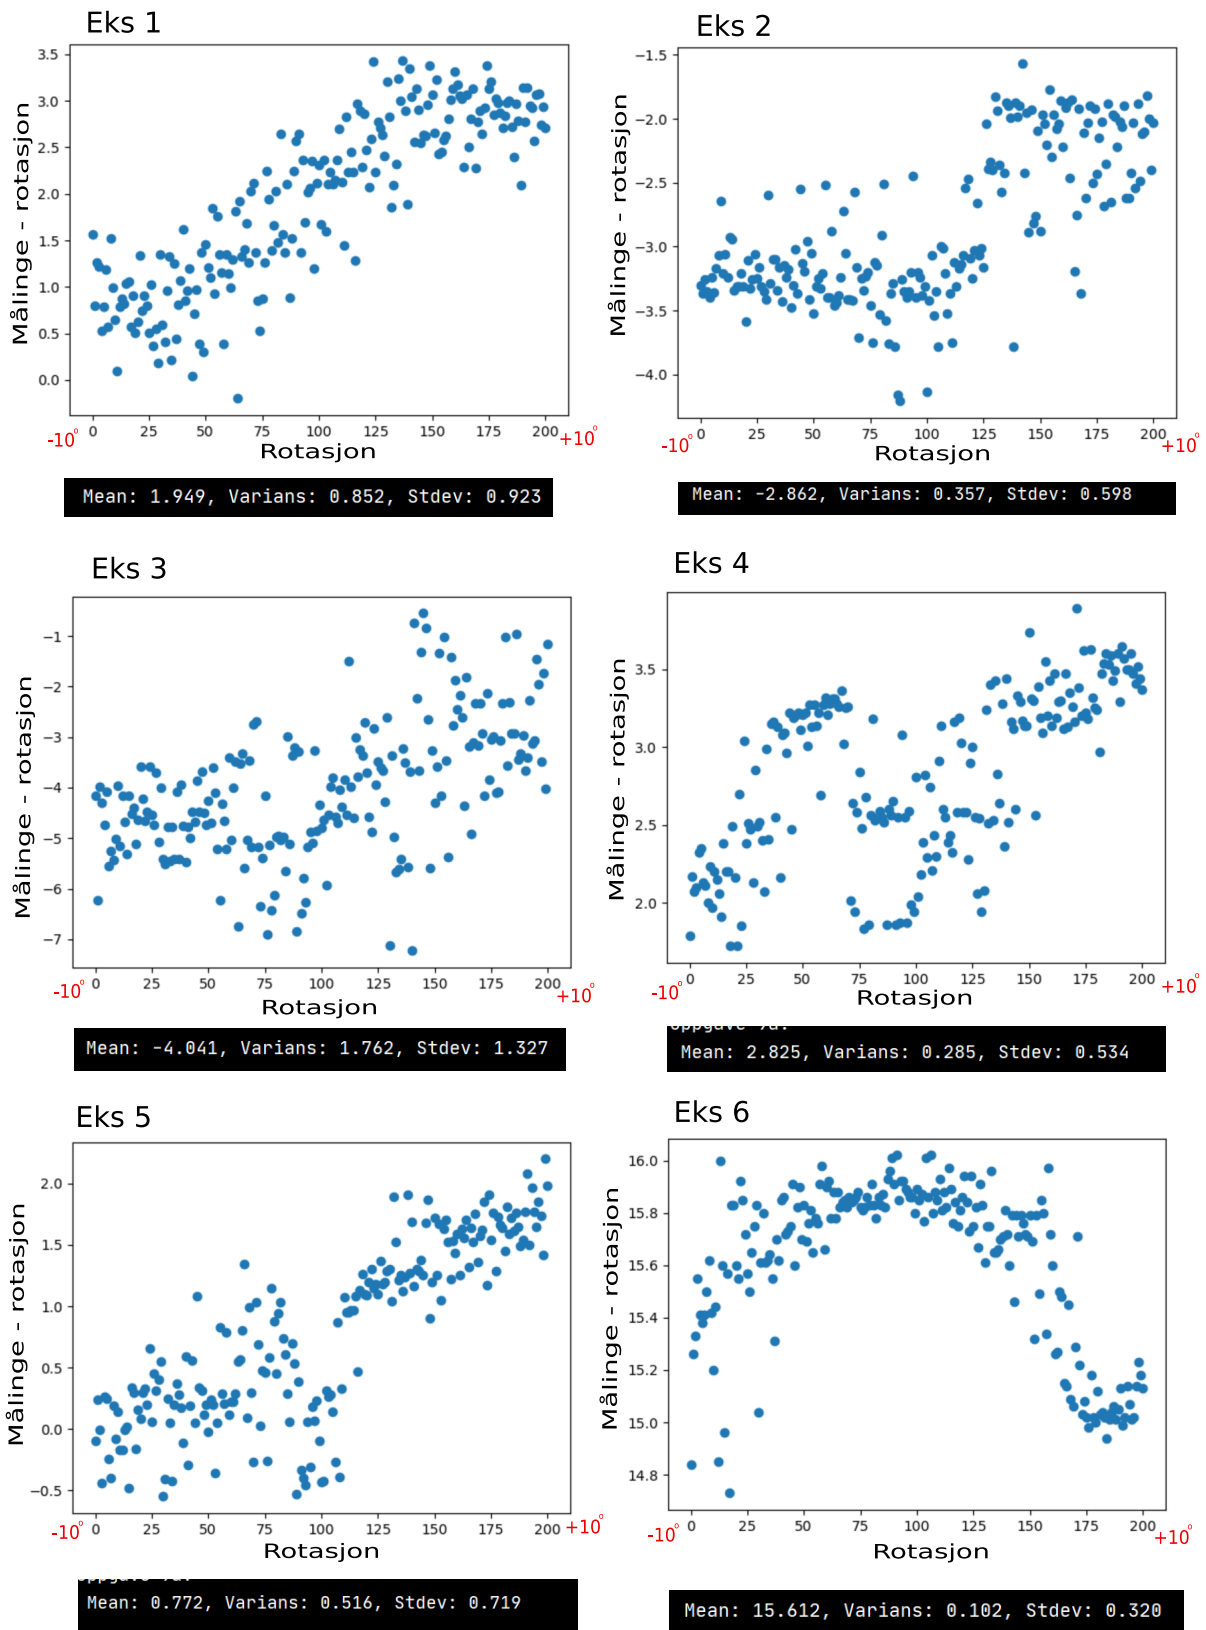 Eks 1
Målinge - rotasjon
3.5
3.0
2.5
2.0
1.5
1.0
0.5
0.0
0 25 50 75 100 125 150 175 200
-10° Rotasjon +10°
Mean: 1.949, Varians: 0.852, Stdev: 0.923
Eks 2
Målinge - rotasjon
−1.5
−2.0
−2.5
−3.0
−3.5
−4.0
0 25 50 75 100 125 150 175 200
-10° Rotasjon +10°
Mean: -2.862, Varians: 0.357, Stdev: 0.598
Eks 3
Målinge - rotasjon
−1
−2
−3
−4
−5
−6
−7
0 25 50 75 100 125 150 175 200
-10° Rotasjon +10°
Mean: -4.041, Varians: 1.762, Stdev: 1.327
Eks 4
Målinge - rotasjon
3.5
3.0
2.5
2.0
0 25 50 75 100 125 150 175 200
-10° Rotasjon +10°
Mean: 2.825, Varians: 0.285, Stdev: 0.534
Eks 5
Målinge - rotasjon
2.0
1.5
1.0
0.5
0.0
−0.5
0 25 50 75 100 125 150 175 200
-10° Rotasjon +10°
Mean: 0.772, Varians: 0.516, Stdev: 0.719
Eks 6
Målinge - rotasjon
16.0
15.8
15.6
15.4
15.2
15.0
14.8
0 25 50 75 100 125 150 175 200
-10° Rotasjon +10°
Mean: 15.612, Varians: 0.102, Stdev: 0.320